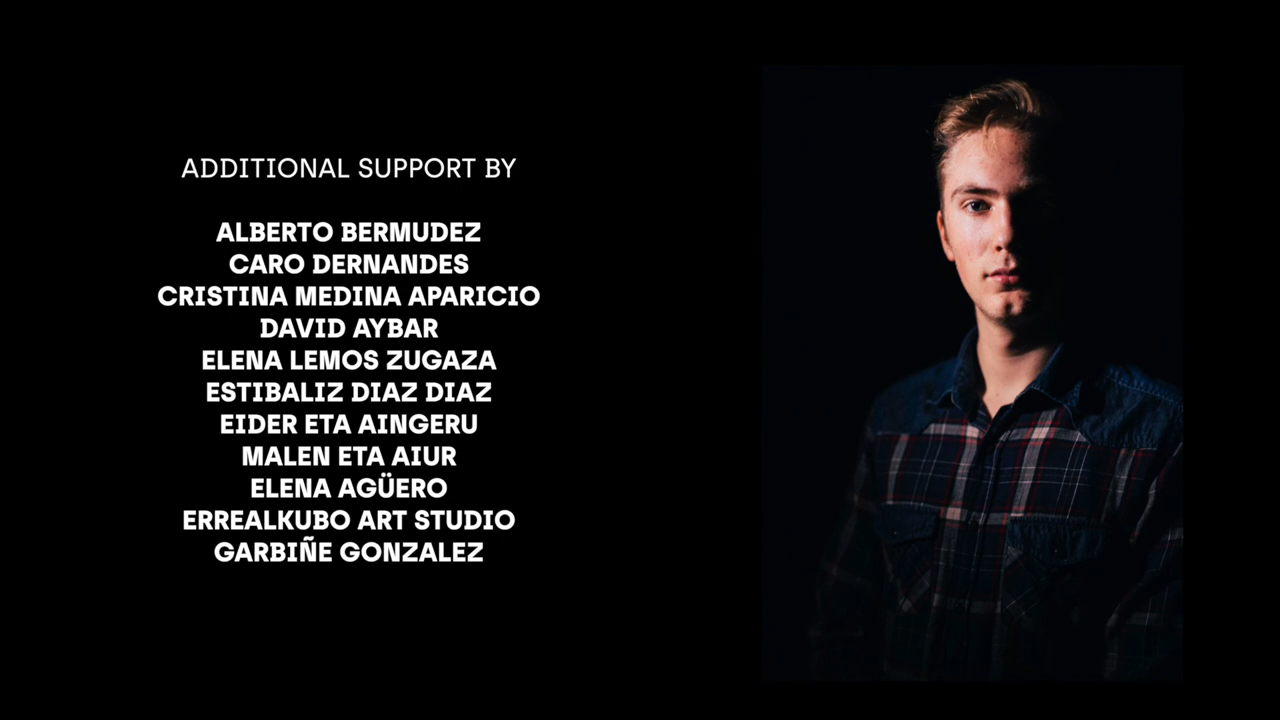 ADDITIONAL SUPPORT BY
ALBERTO BERMUDEZ
CARO DERNANDES
CRISTINA MEDINA APARICIO
DAVID AYBAR
ELENA LEMOS ZUGAZA
ESTIBALIZ DIAZ DIAZ
EIDER ETA AINGERU
MALEN ETA AIUR
ELENA AGÜERO
ERREALKUBO ART STUDIO
GARBIÑE GONZALEZ